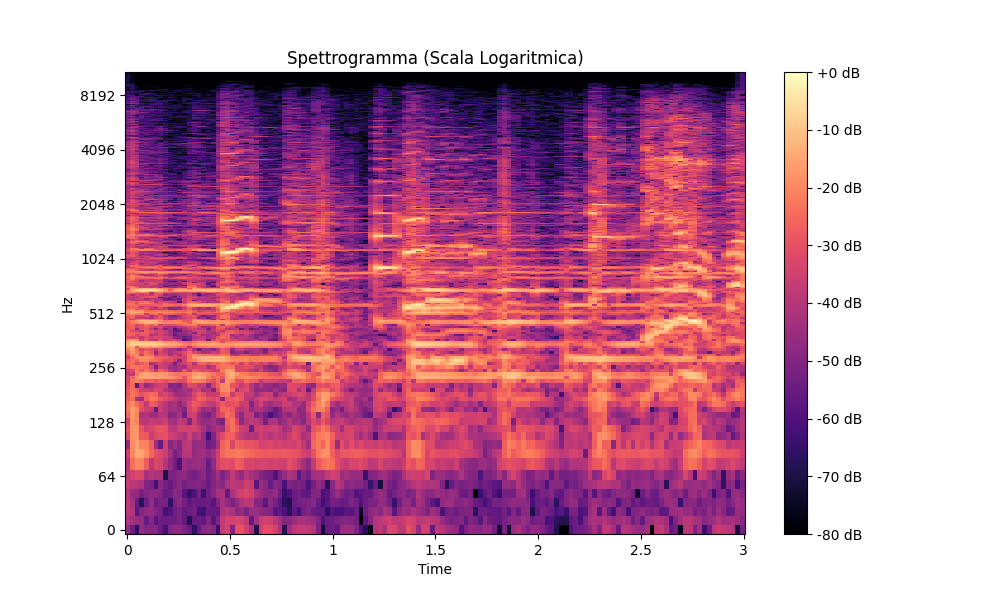 Spettrogramma (Scala Logaritmica)
8192
4096
2048
1024
512
256
128
64
0
Hz
0
0.5
1
1.5
2
2.5
3
Time
+0 dB
-10 dB
-20 dB
-30 dB
-40 dB
-50 dB
-60 dB
-70 dB
-80 dB